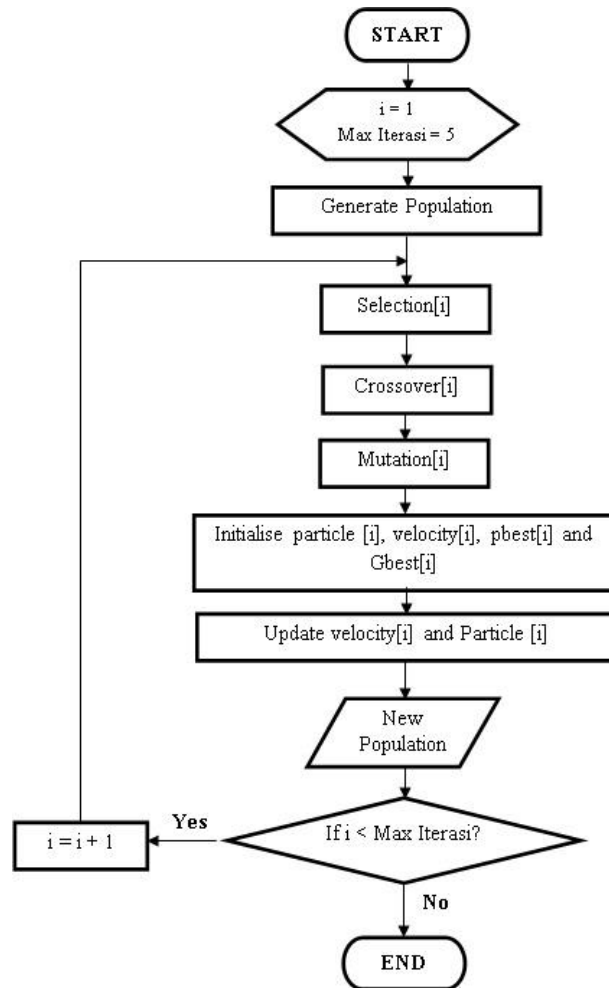 START
i = 1
Max Iterasi = 5
Generate Population
Selection[i]
Crossover[i]
Mutation[i]
Initialise particle [i], velocity[i], pbest[i] and
Gbest[i]
Update velocity[i] and Particle [i]
New
Population
If i < Max Iterasi?
Yes
i = i + 1
No
END